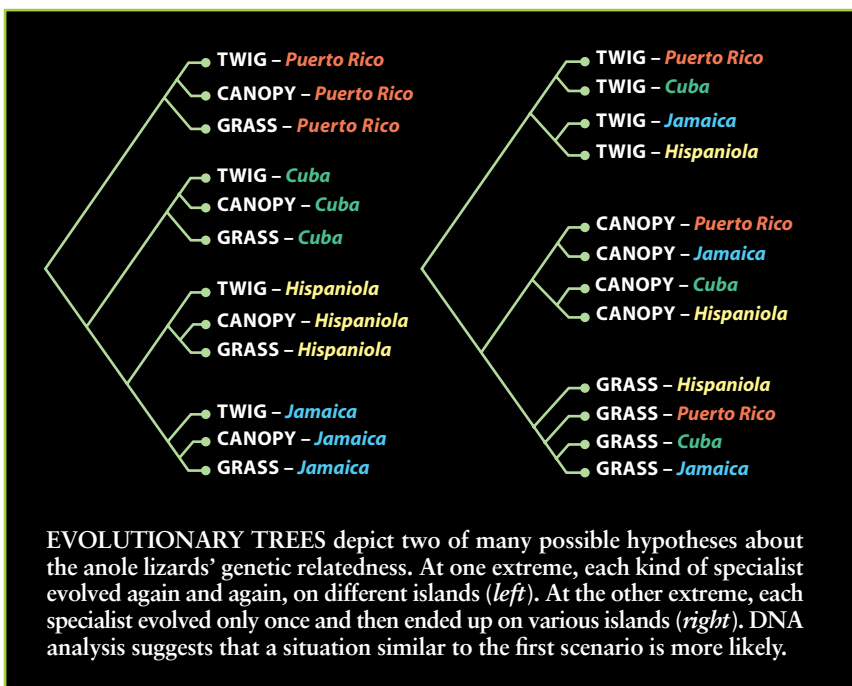 TWIG – Puerto Rico
CANOPY – Puerto Rico
GRASS – Puerto Rico
TWIG – Cuba
CANOPY – Cuba
GRASS – Cuba
TWIG – Hispaniola
CANOPY – Hispaniola
GRASS – Hispaniola
TWIG – Jamaica
CANOPY – Jamaica
GRASS – Jamaica
TWIG – Puerto Rico
TWIG – Cuba
TWIG – Jamaica
TWIG – Hispaniola
CANOPY – Puerto Rico
CANOPY – Jamaica
CANOPY – Cuba
CANOPY – Hispaniola
GRASS – Hispaniola
GRASS – Puerto Rico
GRASS – Cuba
GRASS – Jamaica
EVOLUTIONARY TREES depict two of many possible hypotheses about
the anole lizards’ genetic relatedness. At one extreme, each kind of specialist
evolved again and again, on different islands (left). At the other extreme, each
specialist evolved only once and then ended up on various islands (right). DNA
analysis suggests that a situation similar to the first scenario is more likely.